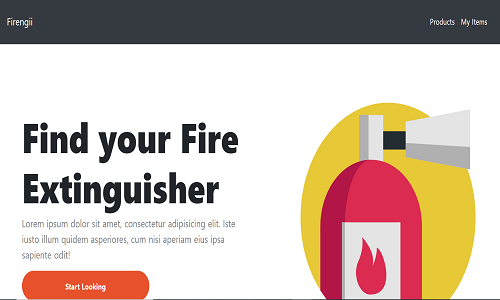 Firengii
Products My Items
Find your Fire
Extinguisher
Lorem ipsum dolor sit amet, consectetur adipisicing elit. Iste
iusto illum quidem asperiores, cum nisi aperiam eius ipsa
sapiente odit!
Start Looking